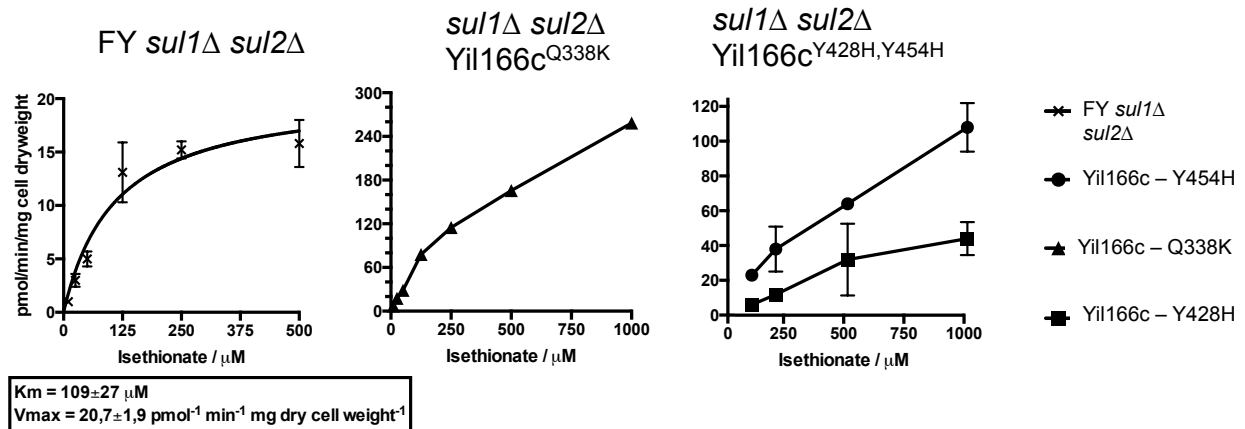 FY sul1Δ sul2Δ
sul1Δ sul2Δ
Yil166c^Q338K
sul1Δ sul2Δ
Yil166c^Y428H,Y454H
pmol/min/mg cell dryweight
20
15
10
5
0
0
125
250
375
500
Isethionate / μM
300
240
180
120
60
0
0
250
500
750
1000
Isethionate / μM
120
100
80
60
40
20
0
0
250
500
750
1000
Isethionate / μM
FY sul1Δ
sul2Δ
Yil166c – Y454H
Yil166c – Q338K
Yil166c – Y428H
Km = 109±27 μM
Vmax = 20,7±1,9 pmol⁻¹ min⁻¹ mg dry cell weight⁻¹